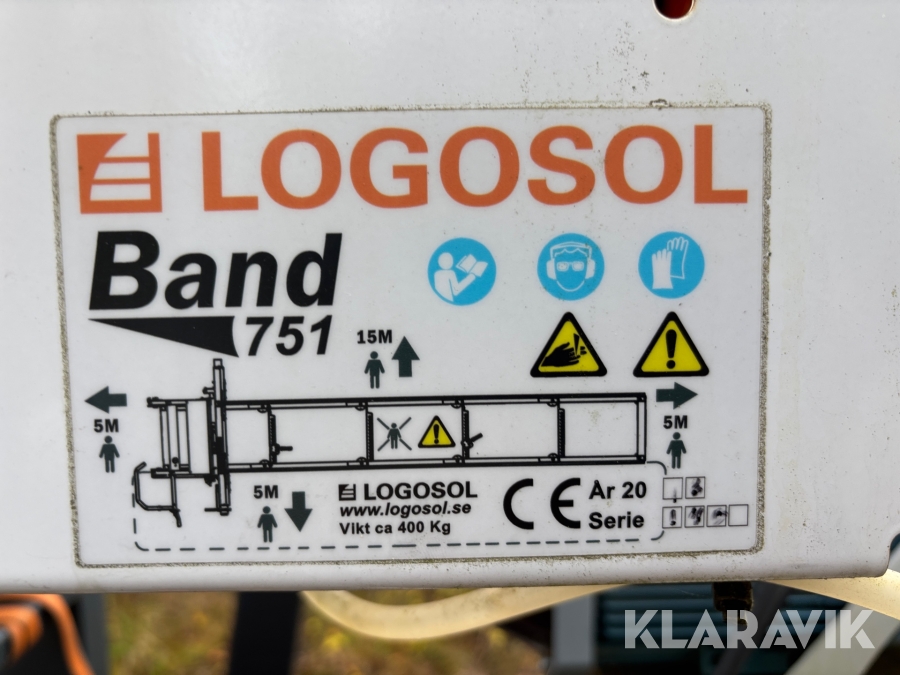 LOGOSOL
Band
751
15M
5M
5M
5M
LOGOSOL
www.logosol.se
Vikt ca 400 Kg
CE
År 20
Serie
KLARAVIK